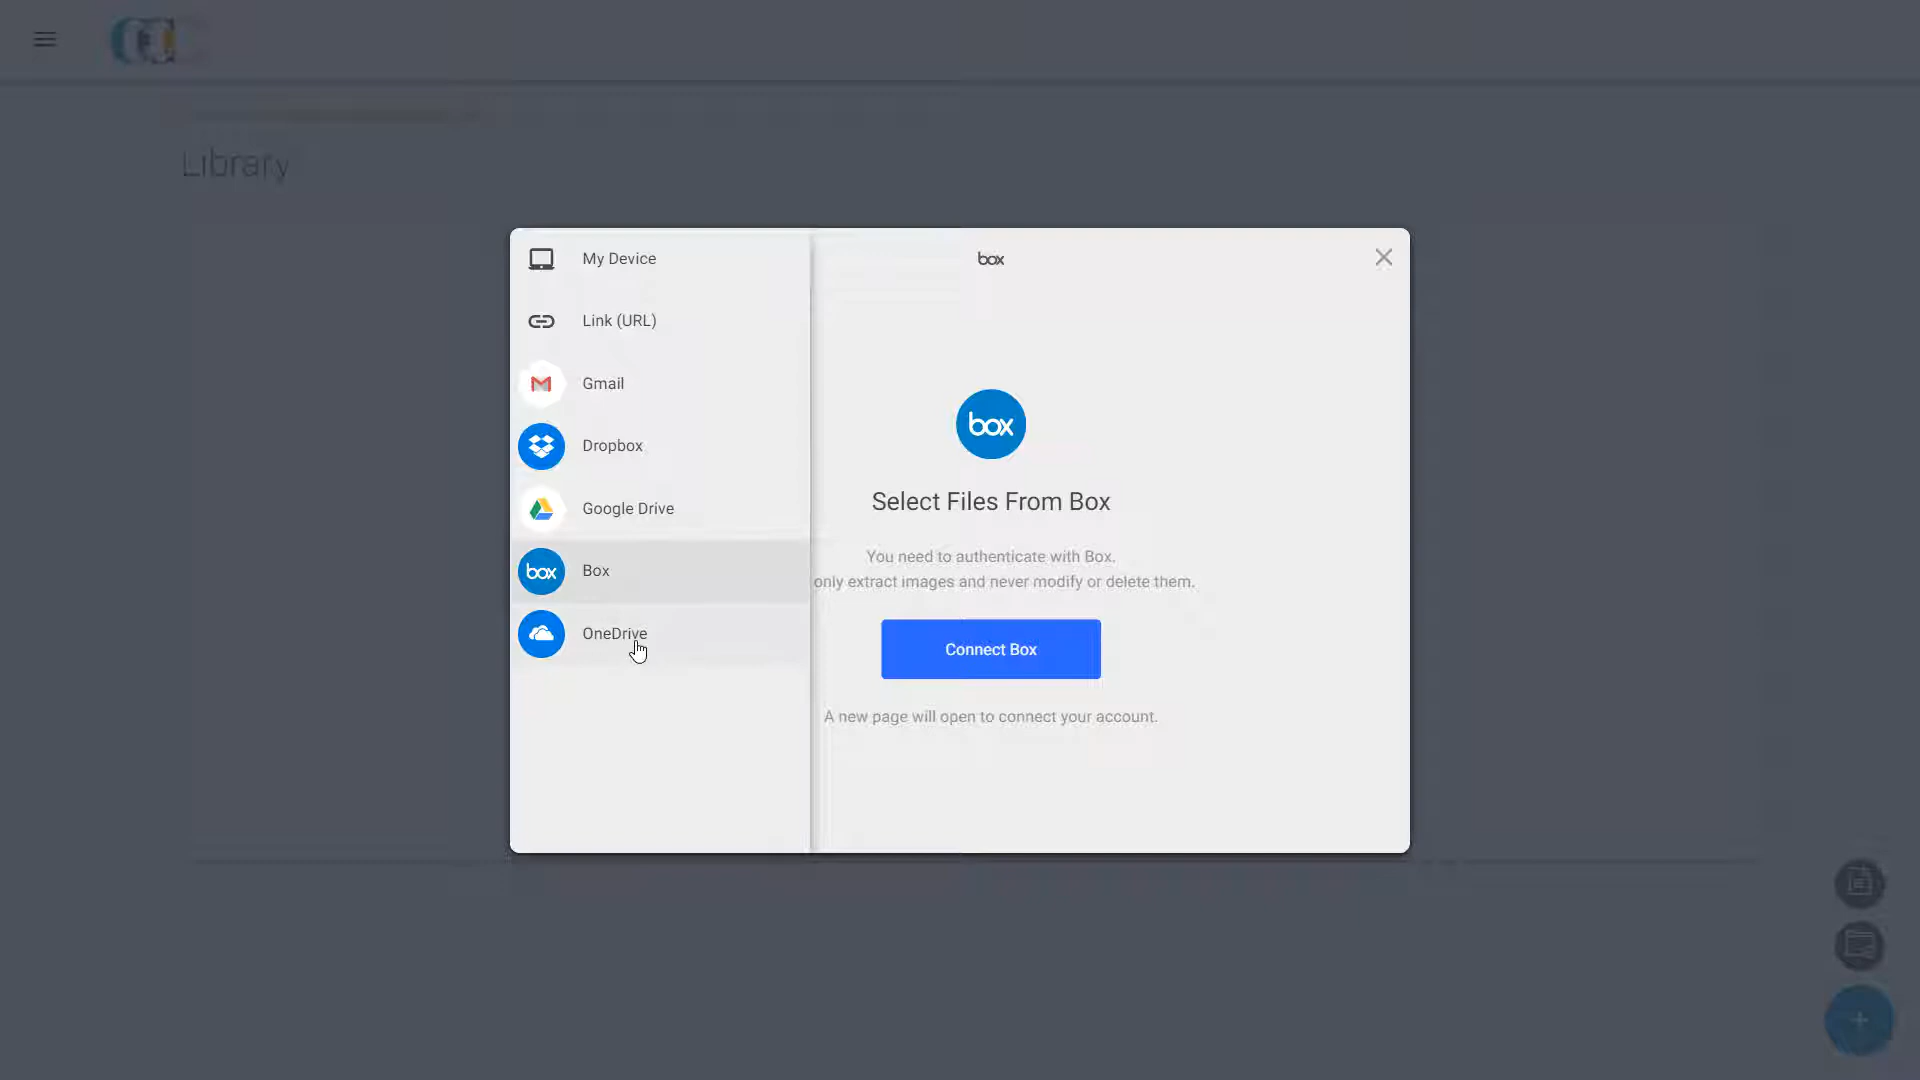 Library
My Device
Link (URL)
Gmail
Dropbox
Google Drive
box
Box
OneDrive
box
box
Select Files From Box
You need to authenticate with Box.
only extract images and never modify or delete them.
Connect Box
A new page will open to connect your account.